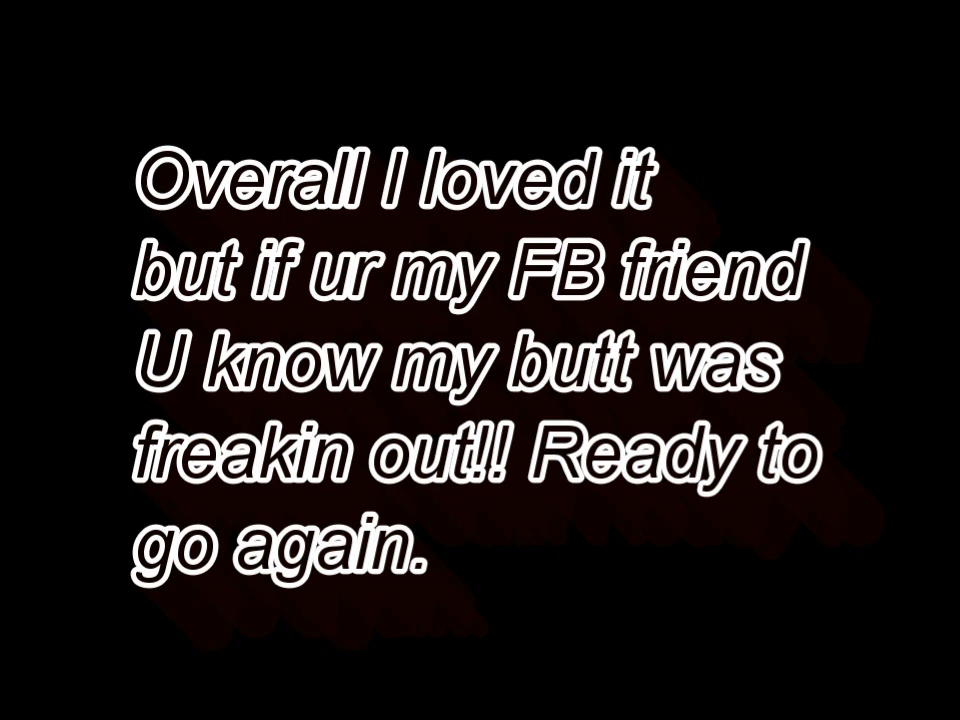 Overall I loved it
but if ur my FB friend
U know my butt was
freakin out!! Ready to
go again.